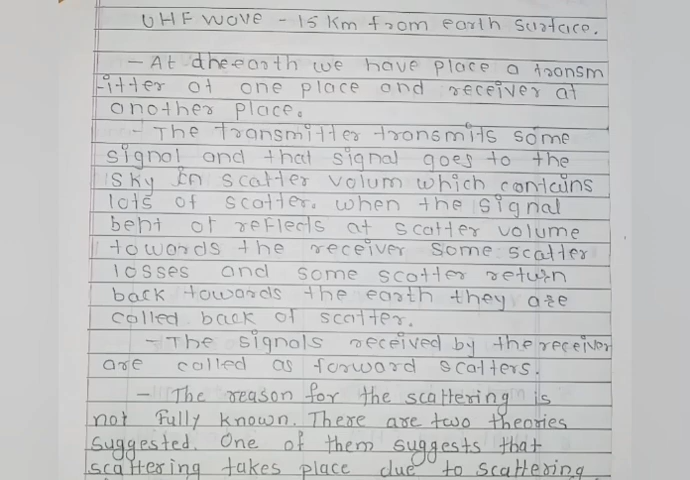 UHF wave - 15 km from earth surface.
- At the earth we have place a transm
itter at one place and receiver at
another place.
- The transmitter transmits some
signal and that signal goes to the
sky in scatter volum which contains
lots of scatter. when the signal
bent or reflects at scatter volume
towards the receiver some scatter
losses and some scatter return
back towards the earth they are
called back of scatter.
- The signals received by the receiver
are called as forward scatters.
- The reason for the scattering is
not fully known. There are two theories
suggested. One of them suggests that
scattering takes place due to scattering